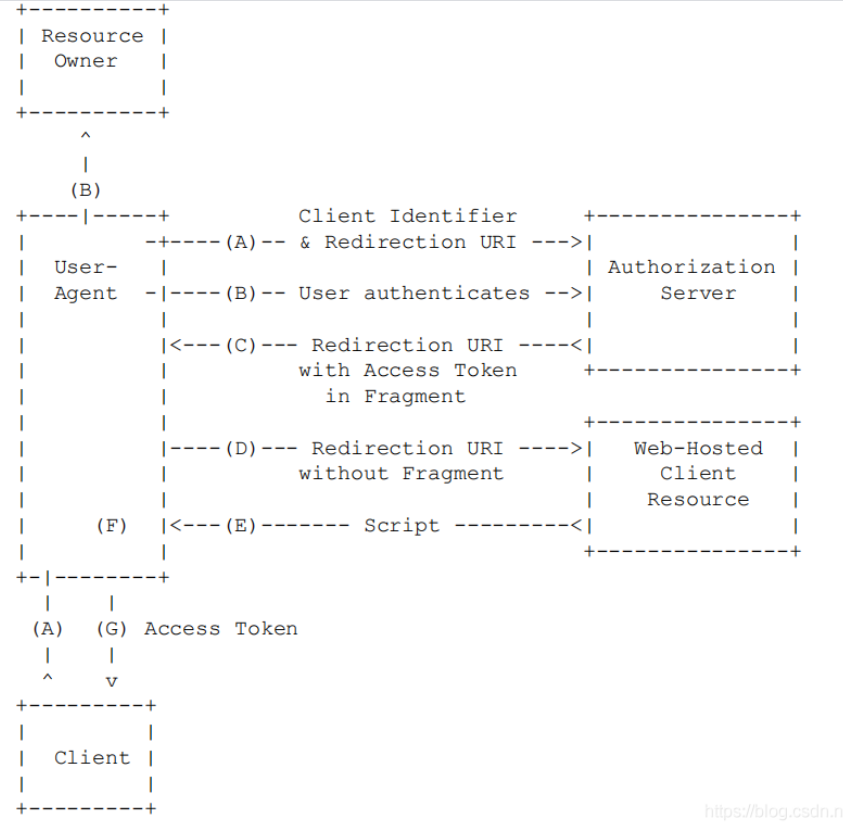 +----------+
| Resource |
|  Owner   |
|          |
+----------+
     ^
     |
    (B)
+----|-----+          Client Identifier     +---------------+
|         -+----(A)-- & Redirection URI --->|               |
|  User-   |                                | Authorization |
|  Agent  -|----(B)-- User authenticates -->|     Server    |
|          |                                |               |
|          |<---(C)--- Redirection URI ----<|               |
|          |          with Access Token     +---------------+
|          |            in Fragment
|          |                                +---------------+
|          |----(D)--- Redirection URI ---->|   Web-Hosted  |
|          |          without Fragment      |     Client    |
|          |                                |    Resource   |
|     (F)  |<---(E)------- Script ---------<|               |
|          |                                +---------------+
+-|--------+
  |    |
 (A)  (G) Access Token
  |    |
  ^    v
+---------+
|         |
|  Client |
|         |
+---------+
https://blog.csdn.n